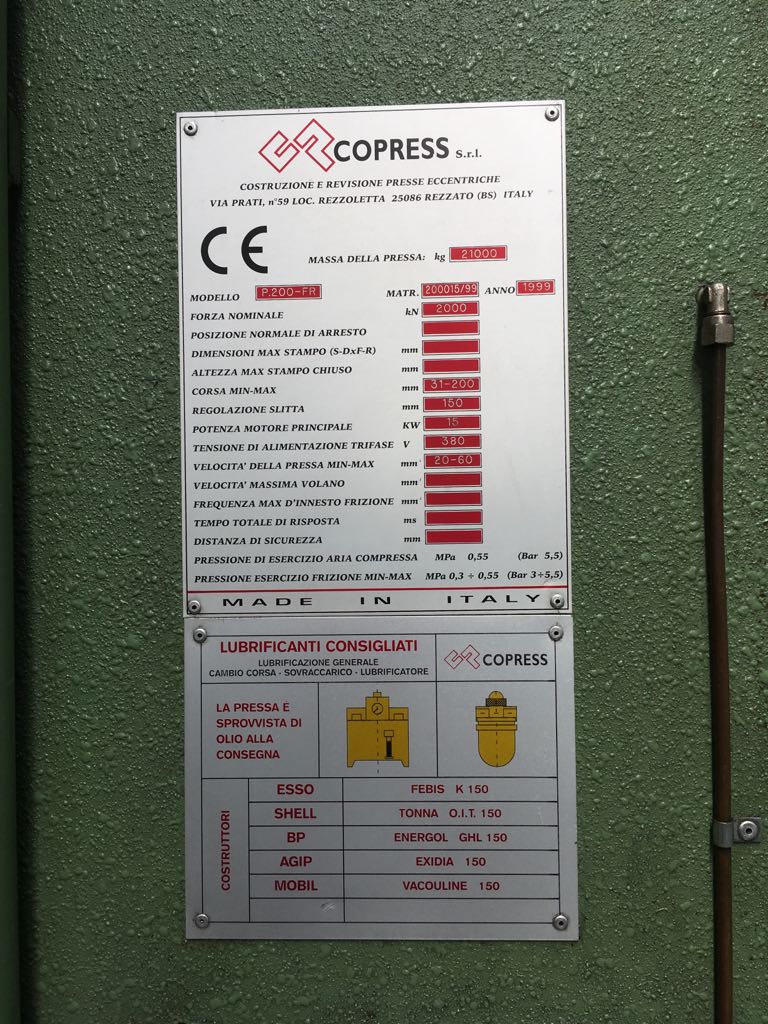 COPRESS S.r.l.
COSTRUZIONE E REVISIONE PRESSE ECCENTRICHE
VIA PRATI, n°59 LOC. REZZOLETTA 25086 REZZATO (BS) ITALY
CE
MASSA DELLA PRESSA: kg 21000
MODELLO P.200-FR MATR. 200015/99 ANNO 1999
FORZA NOMINALE kN 2000
POSIZIONE NORMALE DI ARRESTO
DIMENSIONI MAX STAMPO (S-DxF-R) mm
ALTEZZA MAX STAMPO CHIUSO mm
CORSA MIN-MAX mm 31-200
REGOLAZIONE SLITTA mm 150
POTENZA MOTORE PRINCIPALE KW 15
TENSIONE DI ALIMENTAZIONE TRIFASE V 380
VELOCITA' DELLA PRESSA MIN-MAX mm¹ 20-60
VELOCITA' MASSIMA VOLANO mm¹
FREQUENZA MAX D'INNESTO FRIZIONE mm¹
TEMPO TOTALE DI RISPOSTA ms
DISTANZA DI SICUREZZA mm
PRESSIONE DI ESERCIZIO ARIA COMPRESSA MPa 0,55 (Bar 5,5)
PRESSIONE ESERCIZIO FRIZIONE MIN-MAX MPa 0,3 ÷ 0,55 (Bar 3÷5,5)
MADE IN ITALY
LUBRIFICANTI CONSIGLIATI
LUBRIFICAZIONE GENERALE
CAMBIO CORSA - SOVRACCARICO - LUBRIFICATORE
COPRESS
LA PRESSA E'
SPROVVISTA DI
OLIO ALLA
CONSEGNA
COSTRUTTORI
ESSO FEBIS K 150
SHELL TONNA O.I.T. 150
BP ENERGOL GHL 150
AGIP EXIDIA 150
MOBIL VACOULINE 150